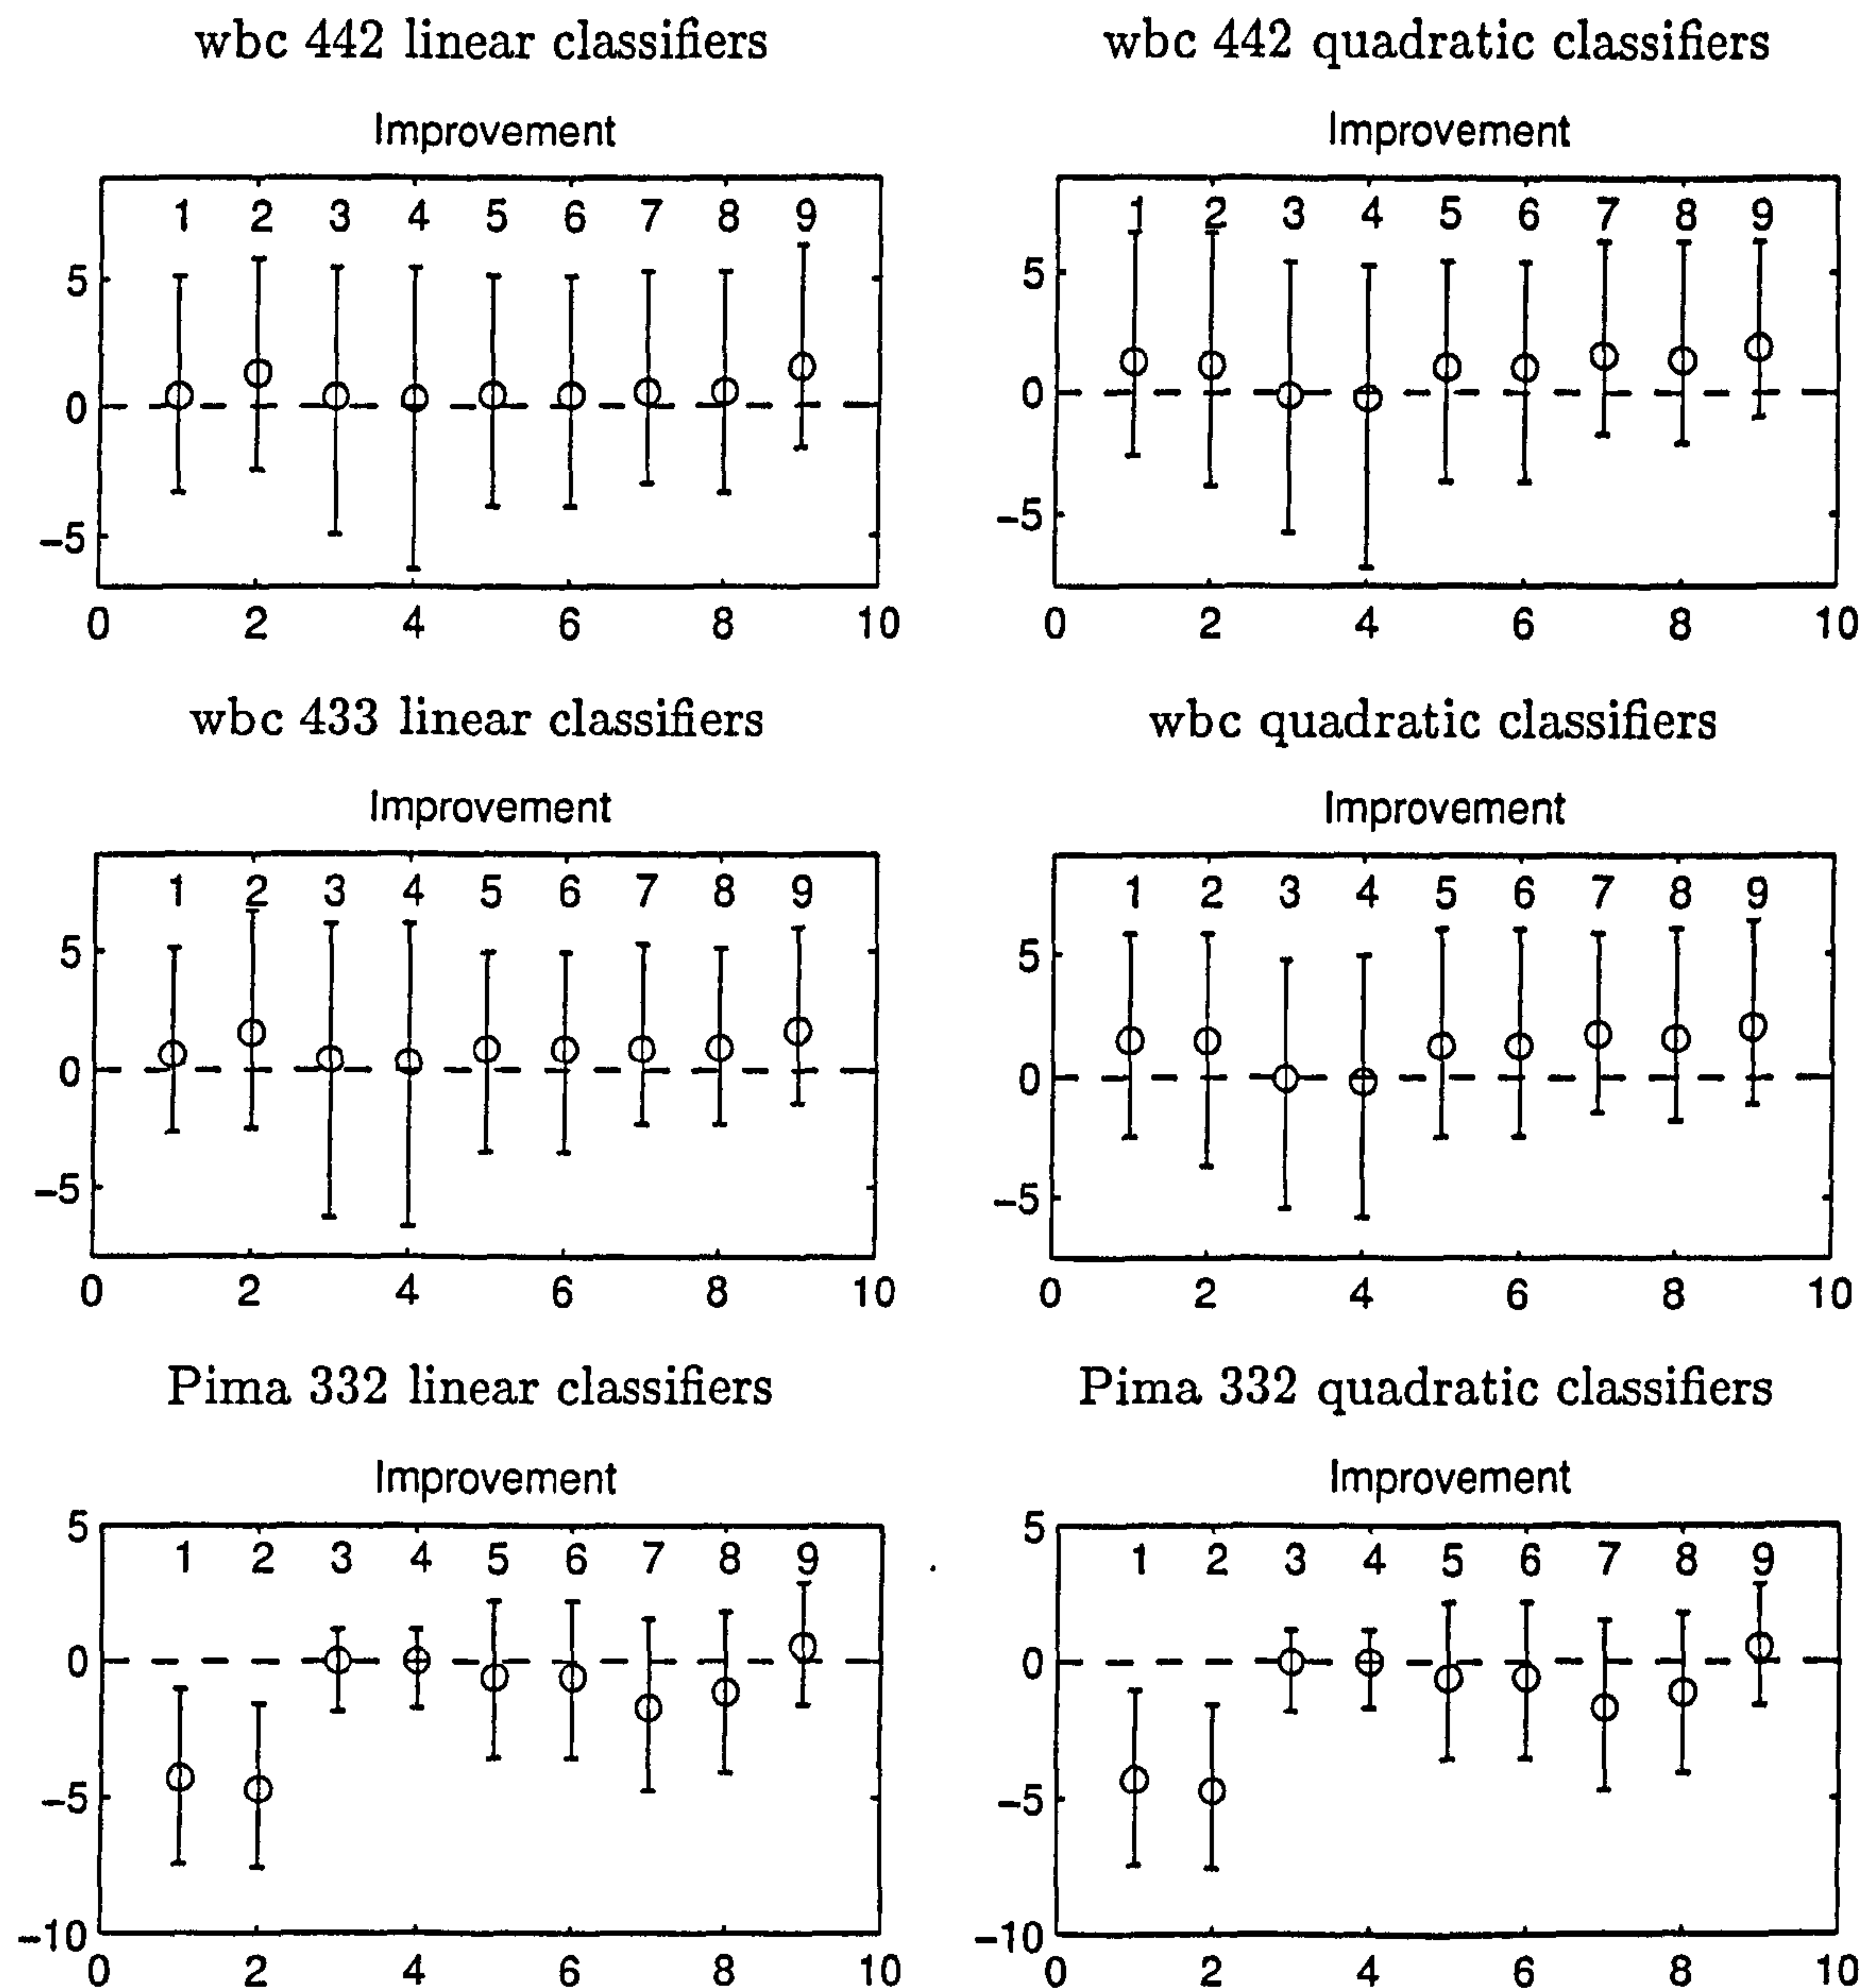 wbc 442 linear classifiers
Improvement
1 2 3 4 5 6 7 8 9
5
0
−5
0 2 4 6 8 10
wbc 442 quadratic classifiers
Improvement
1 2 3 4 5 6 7 8 9
5
0
−5
0 2 4 6 8 10
wbc 433 linear classifiers
Improvement
1 2 3 4 5 6 7 8 9
5
0
−5
0 2 4 6 8 10
wbc quadratic classifiers
Improvement
1 2 3 4 5 6 7 8 9
5
0
−5
0 2 4 6 8 10
Pima 332 linear classifiers
Improvement
5
1 2 3 4 5 6 7 8 9
0
−5
−10
0 2 4 6 8 10
Pima 332 quadratic classifiers
Improvement
5
1 2 3 4 5 6 7 8 9
0
−5
−10
0 2 4 6 8 10